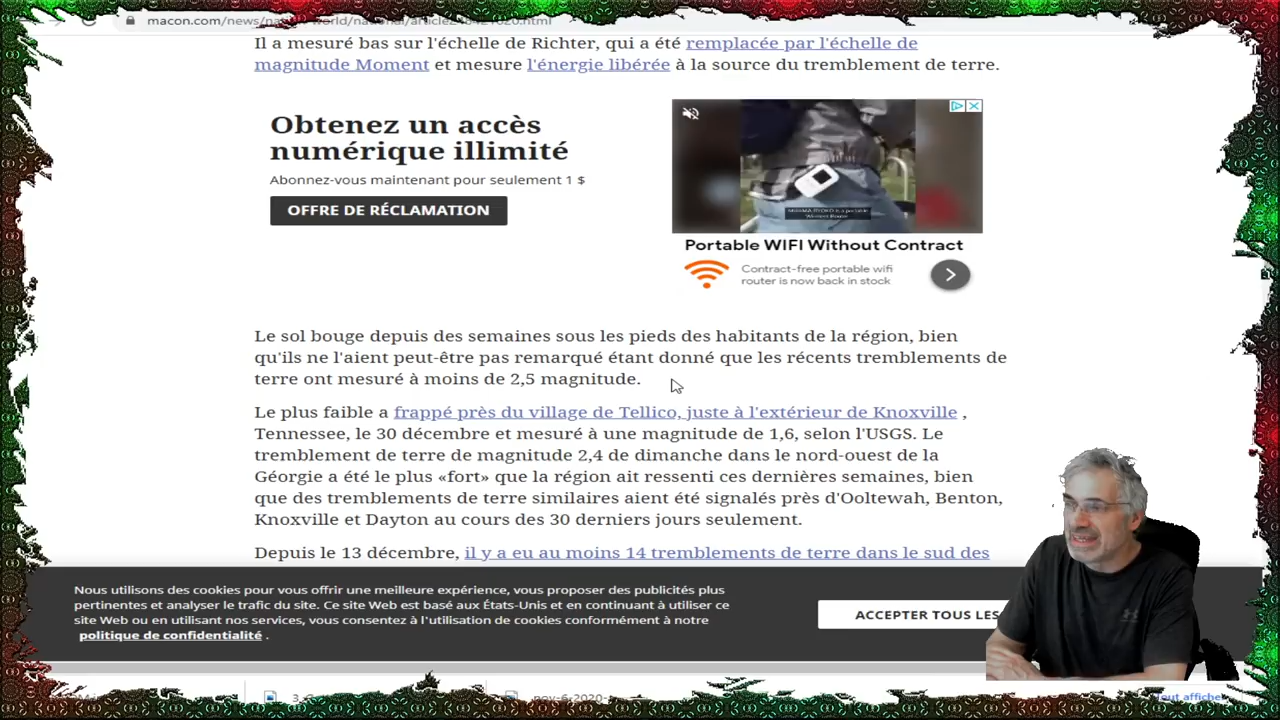 macon.com/news/na world/national/article248421020.html
Il a mesuré bas sur l'échelle de Richter, qui a été remplacée par l'échelle de
magnitude Moment et mesure l'énergie libérée à la source du tremblement de terre.
Obtenez un accès
numérique illimité
Abonnez-vous maintenant pour seulement 1 $
OFFRE DE RÉCLAMATION
Portable WIFI Without Contract
Contract-free portable wifi
router is now back in stock
Le sol bouge depuis des semaines sous les pieds des habitants de la région, bien
qu'ils ne l'aient peut-être pas remarqué étant donné que les récents tremblements de
terre ont mesuré à moins de 2,5 magnitude.
Le plus faible a frappé près du village de Tellico, juste à l'extérieur de Knoxville ,
Tennessee, le 30 décembre et mesuré à une magnitude de 1,6, selon l'USGS. Le
tremblement de terre de magnitude 2,4 de dimanche dans le nord-ouest de la
Géorgie a été le plus «fort» que la région ait ressenti ces dernières semaines, bien
que des tremblements de terre similaires aient été signalés près d'Ooltewah, Benton,
Knoxville et Dayton au cours des 30 derniers jours seulement.
Depuis le 13 décembre, il y a eu au moins 14 tremblements de terre dans le sud des
Nous utilisons des cookies pour vous offrir une meilleure expérience, vous proposer des publicités plus
pertinentes et analyser le trafic du site. Ce site Web est basé aux États-Unis et en continuant à utiliser ce
site Web ou en utilisant nos services, vous consentez à l'utilisation de cookies conformément à notre
politique de confidentialité .
ACCEPTER TOUS LES
nov-6-2020-
Tout affiche